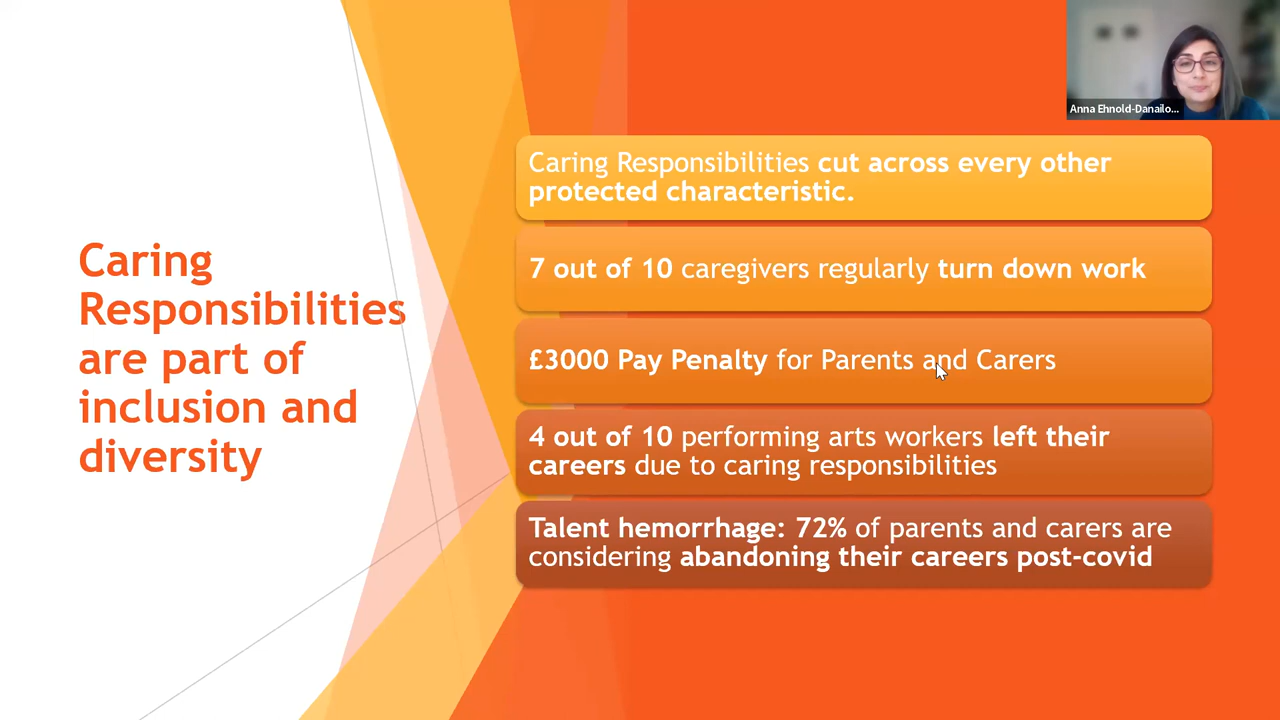 Caring
Responsibilities
are part of
inclusion and
diversity
Caring Responsibilities cut across every other
protected characteristic.
7 out of 10 caregivers regularly turn down work
£3000 Pay Penalty for Parents and Carers
4 out of 10 performing arts workers left their
careers due to caring responsibilities
Talent hemorrhage: 72% of parents and carers are
considering abandoning their careers post-covid
Anna Ehnold-Danailo...